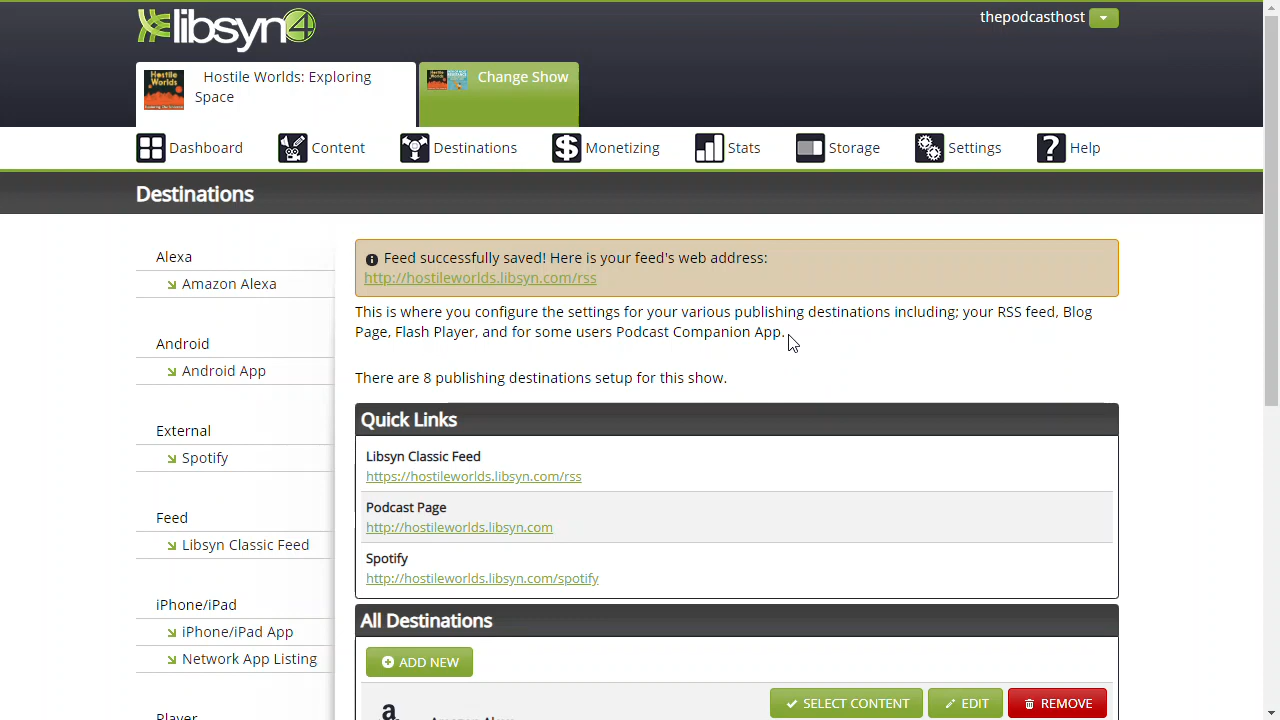 libsyn4
thepodcasthost
Hostile Worlds: Exploring
Space
Hostile
Worlds
Change Show
Dashboard
Content
Destinations
Monetizing
Stats
Storage
Settings
Help
Destinations
Alexa
Amazon Alexa
Android
Android App
External
Spotify
Feed
Libsyn Classic Feed
iPhone/iPad
iPhone/iPad App
Network App Listing
Player
Feed successfully saved! Here is your feed's web address:
http://hostileworlds.libsyn.com/rss
This is where you configure the settings for your various publishing destinations including; your RSS feed, Blog
Page, Flash Player, and for some users Podcast Companion App.
There are 8 publishing destinations setup for this show.
Quick Links
Libsyn Classic Feed
https://hostileworlds.libsyn.com/rss
Podcast Page
http://hostileworlds.libsyn.com
Spotify
http://hostileworlds.libsyn.com/spotify
All Destinations
ADD NEW
SELECT CONTENT
EDIT
REMOVE
Amazon Alexa